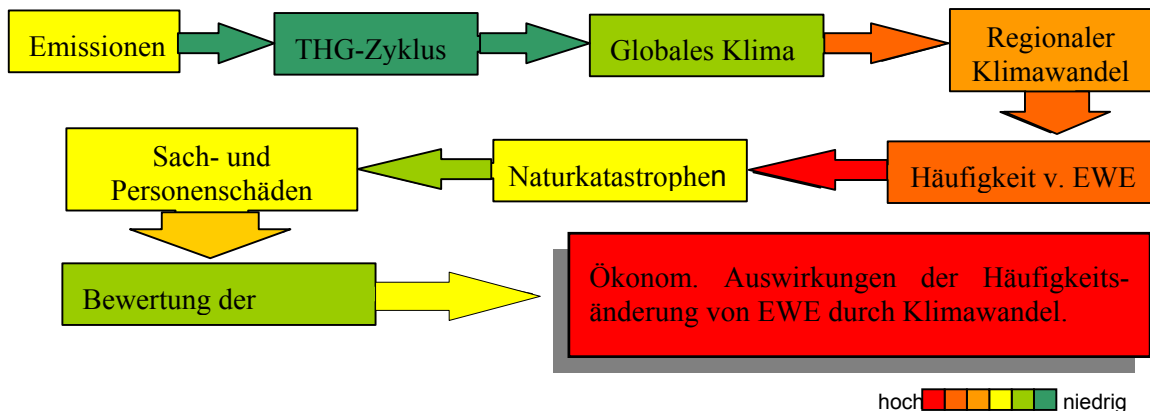 Emissionen
THG-Zyklus
Globales Klima
Regionaler
Klimawandel
Häufigkeit v. EWE
Naturkatastrophen
Sach- und
Personenschäden
Bewertung der
Ökonom. Auswirkungen der Häufigkeits-
änderung von EWE durch Klimawandel.
hoch niedrig